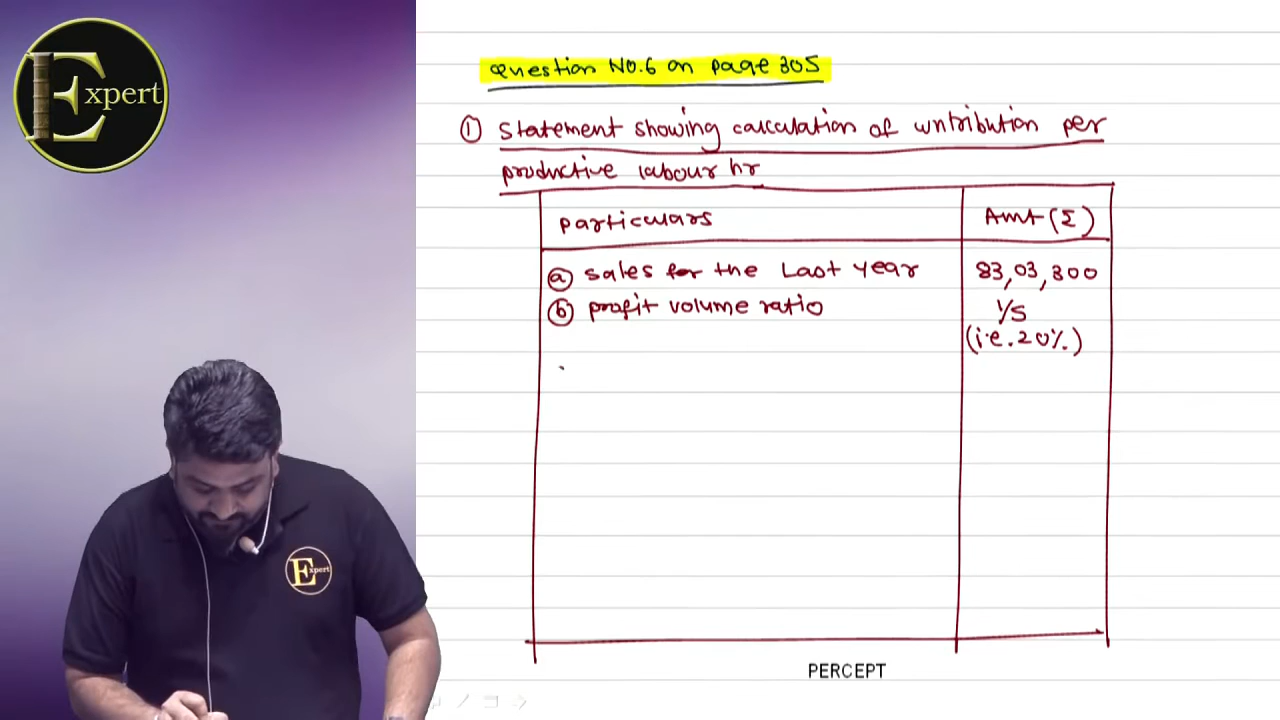 Expert
Question No.6 on page 305
① Statement showing calculation of contribution per
productive labour hr
Particulars
Amt (₹)
ⓐ Sales for the Last Year
83,03,300
ⓑ profit volume ratio
1/5
(i.e. 20%.)
Expert
PERCEPT